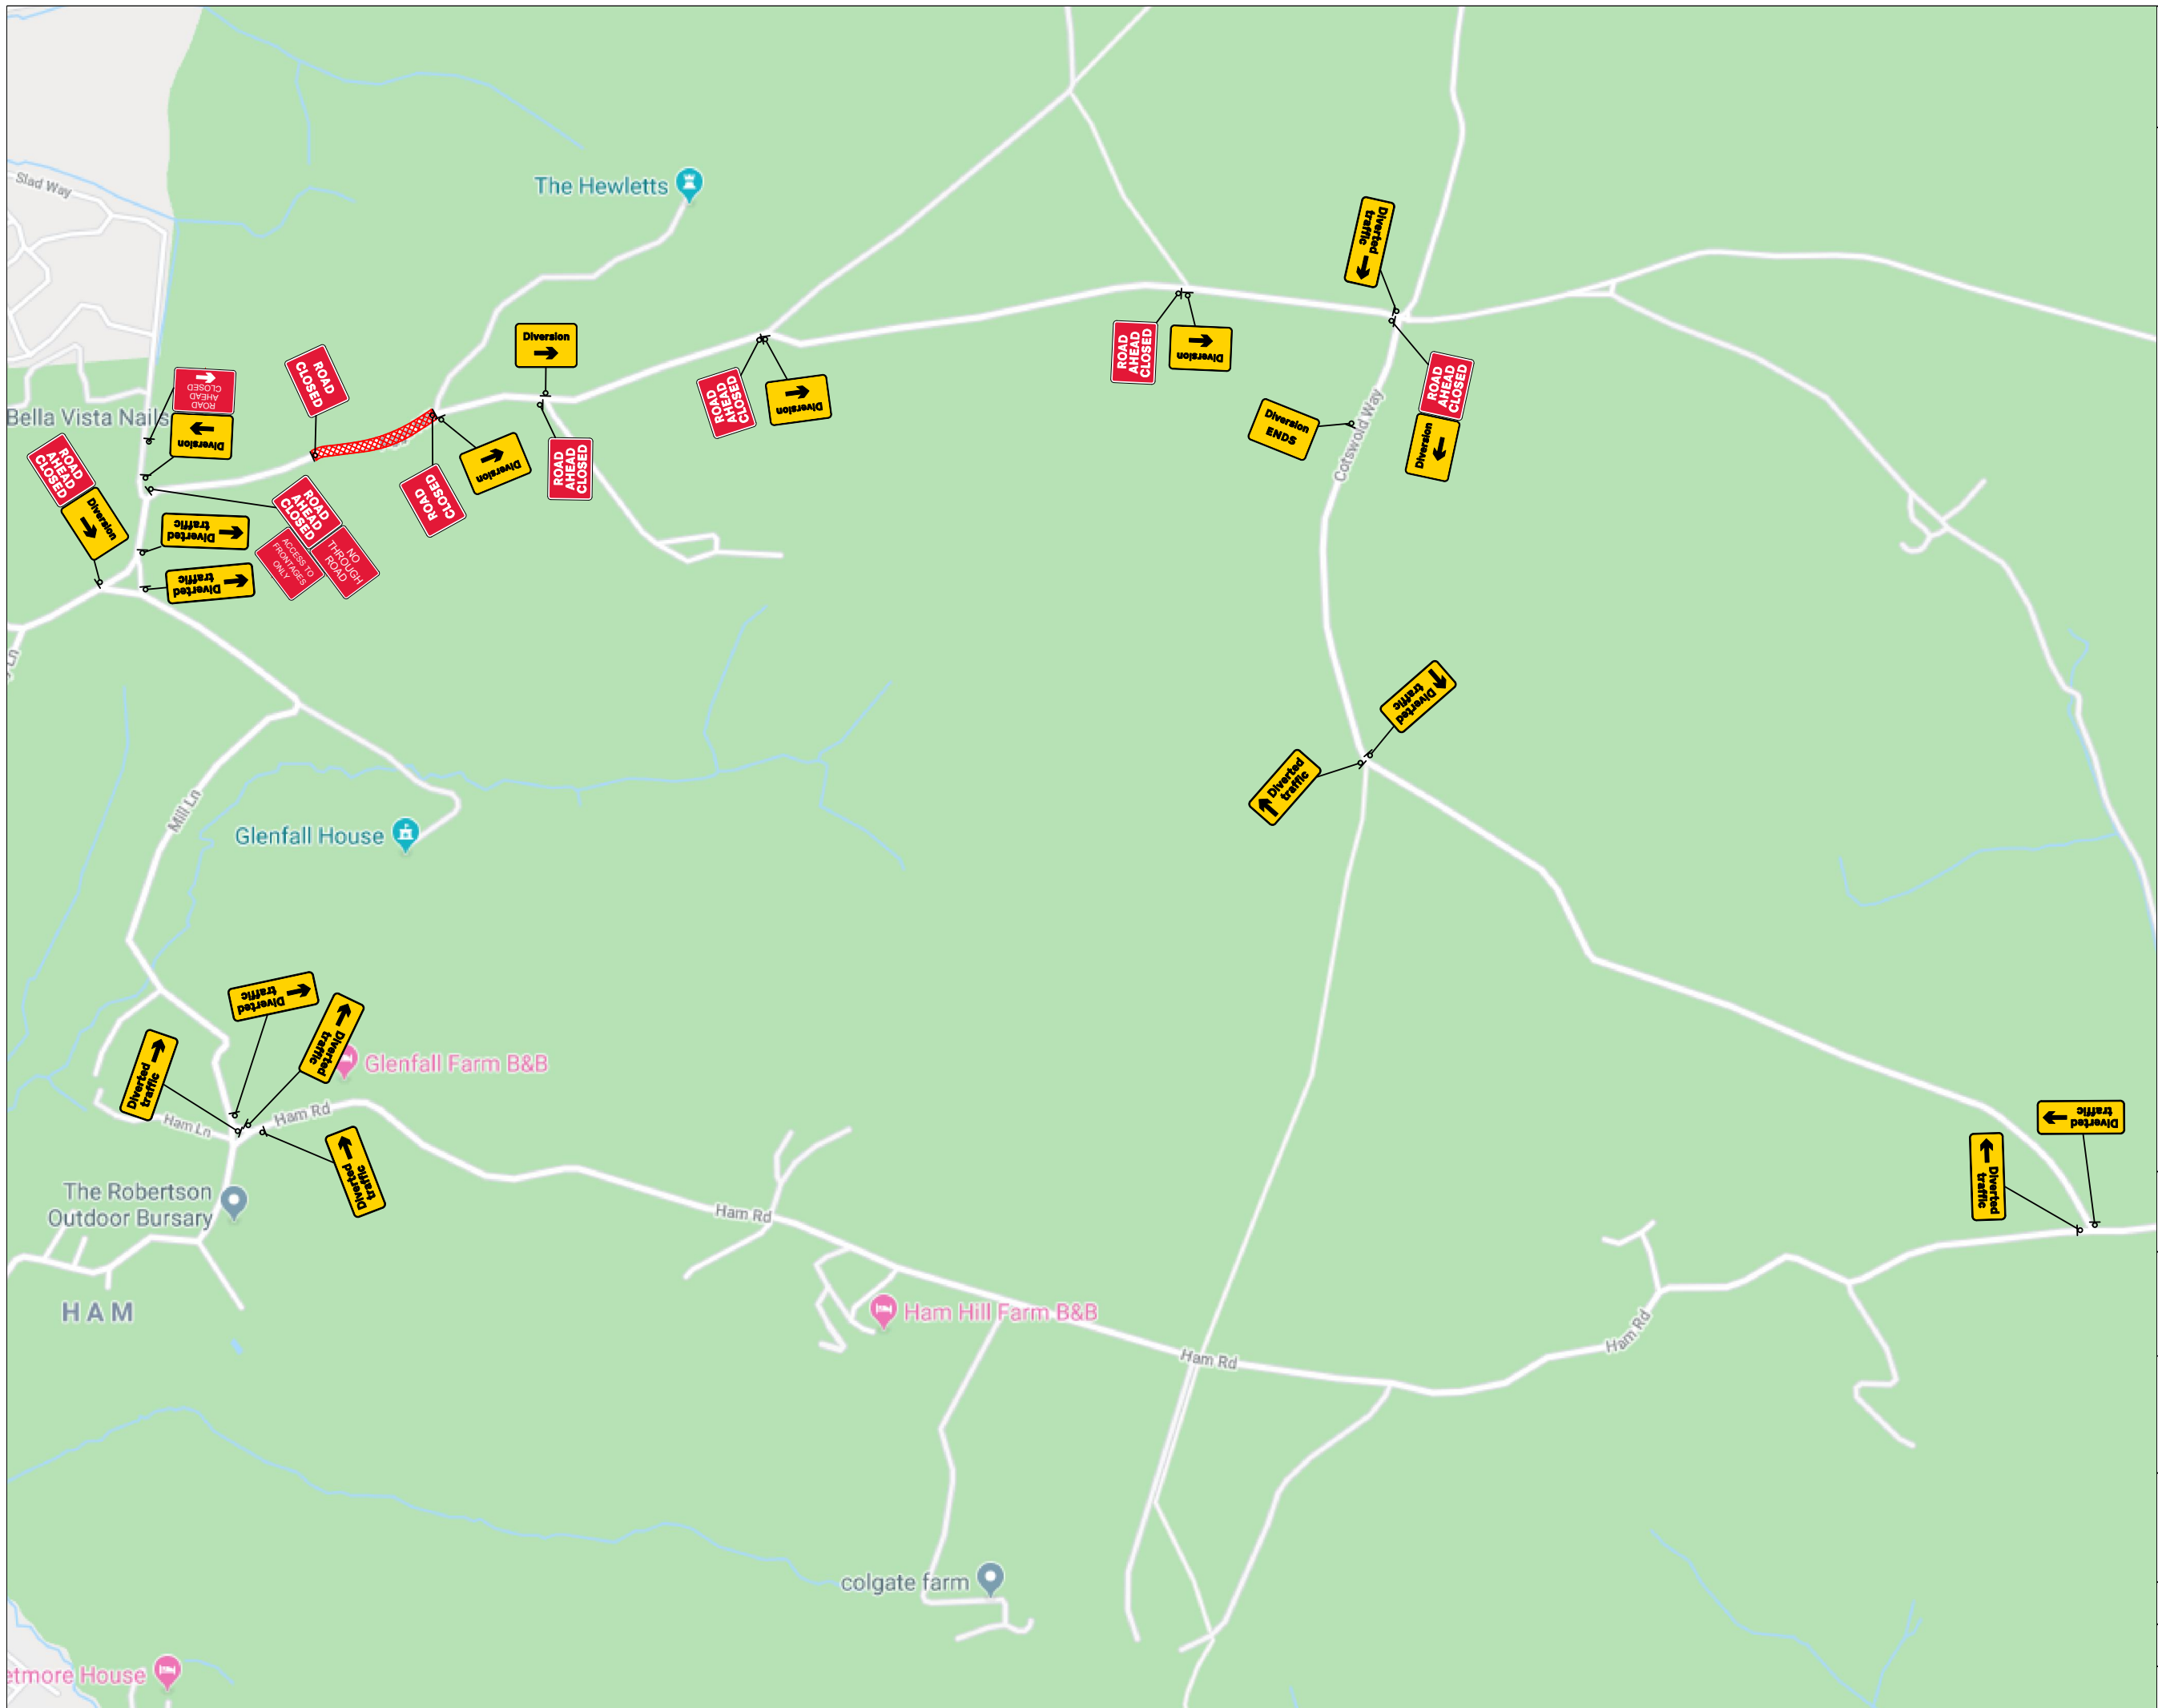 Slad Way
The Hewletts
Diverted
traffic
Diversion
ROAD
CLOSED
ROAD
AHEAD
CLOSED
Bella Vista Nails
Diversion
ROAD
AHEAD
CLOSED
Diversion
ROAD
AHEAD
CLOSED
Diversion
ROAD
AHEAD
CLOSED
Diversion
ROAD
AHEAD
CLOSED
Diversion
Diversion
ENDS
Cotswold Way
ROAD
AHEAD
CLOSED
Diversion
ROAD
CLOSED
Diversion
ROAD
AHEAD
CLOSED
ROAD
AHEAD
CLOSED
ACCESS TO
FRONTAGES
ONLY
NO
THROUGH
ROAD
Diverted
traffic
Diverted
traffic
Ln
Diverted
traffic
Diverted
traffic
Mill Ln
Glenfall House
Diverted
traffic
Diverted
traffic
Diverted
traffic
Glenfall Farm B&B
Ham Ln
Ham Rd
Diverted
traffic
Diverted
traffic
Diverted
traffic
The Robertson
Outdoor Bursary
Ham Rd
HAM
Ham Hill Farm B&B
Ham Rd
Ham Rd
colgate farm
etmore House